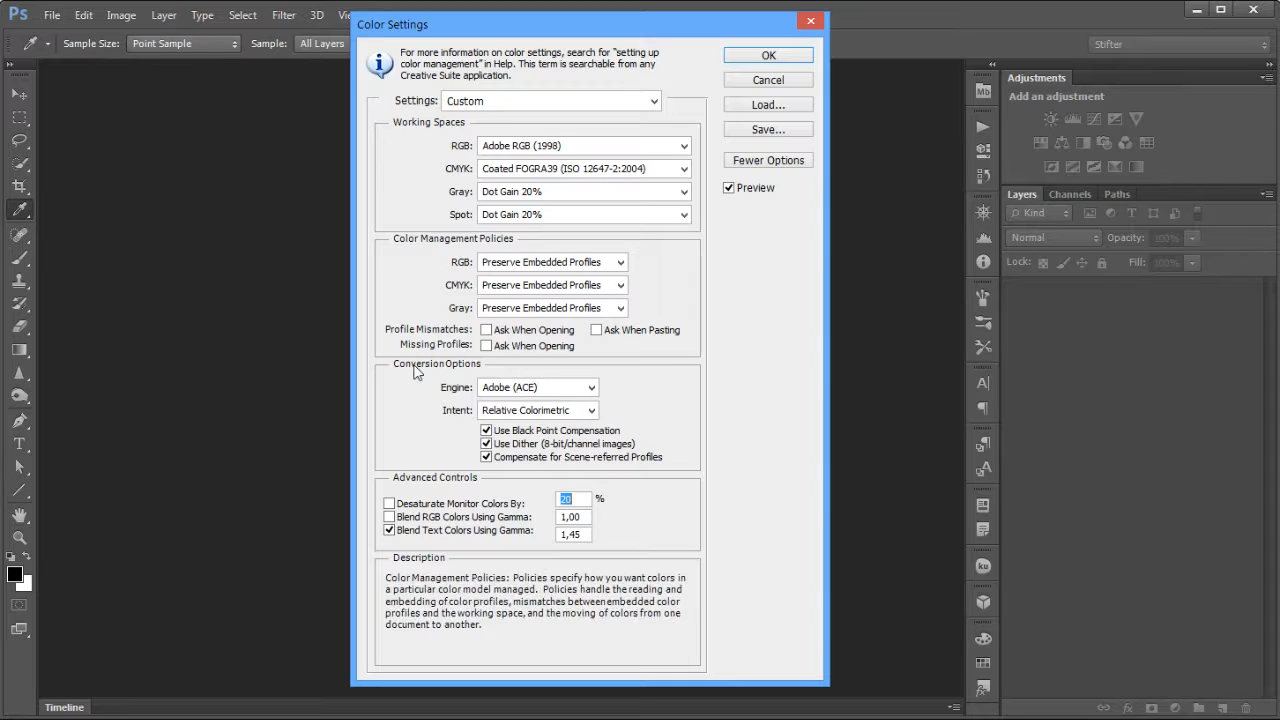 Ps File Edit Image Layer Type Select Filter 3D
Color Settings
Sample Size: Point Sample Sample: All Layers
Stifter
For more information on color settings, search for "setting up
color management" in Help. This term is searchable from any
Creative Suite application.
OK
Cancel
Load...
Save...
Fewer Options
Preview
Settings: Custom
Working Spaces
RGB: Adobe RGB (1998)
CMYK: Coated FOGRA39 (ISO 12647-2:2004)
Gray: Dot Gain 20%
Spot: Dot Gain 20%
Color Management Policies
RGB: Preserve Embedded Profiles
CMYK: Preserve Embedded Profiles
Gray: Preserve Embedded Profiles
Profile Mismatches: Ask When Opening Ask When Pasting
Missing Profiles: Ask When Opening
Conversion Options
Engine: Adobe (ACE)
Intent: Relative Colorimetric
Use Black Point Compensation
Use Dither (8-bit/channel images)
Compensate for Scene-referred Profiles
Advanced Controls
Desaturate Monitor Colors By: 20 %
Blend RGB Colors Using Gamma: 1,00
Blend Text Colors Using Gamma: 1,45
Description
Color Management Policies: Policies specify how you want colors in
a particular color model managed. Policies handle the reading and
embedding of color profiles, mismatches between embedded color
profiles and the working space, and the moving of colors from one
document to another.
Adjustments
Add an adjustment
Layers Channels Paths
Kind
Normal Opacity: 100%
Lock: Fill: 100%
Mb
ku
Timeline